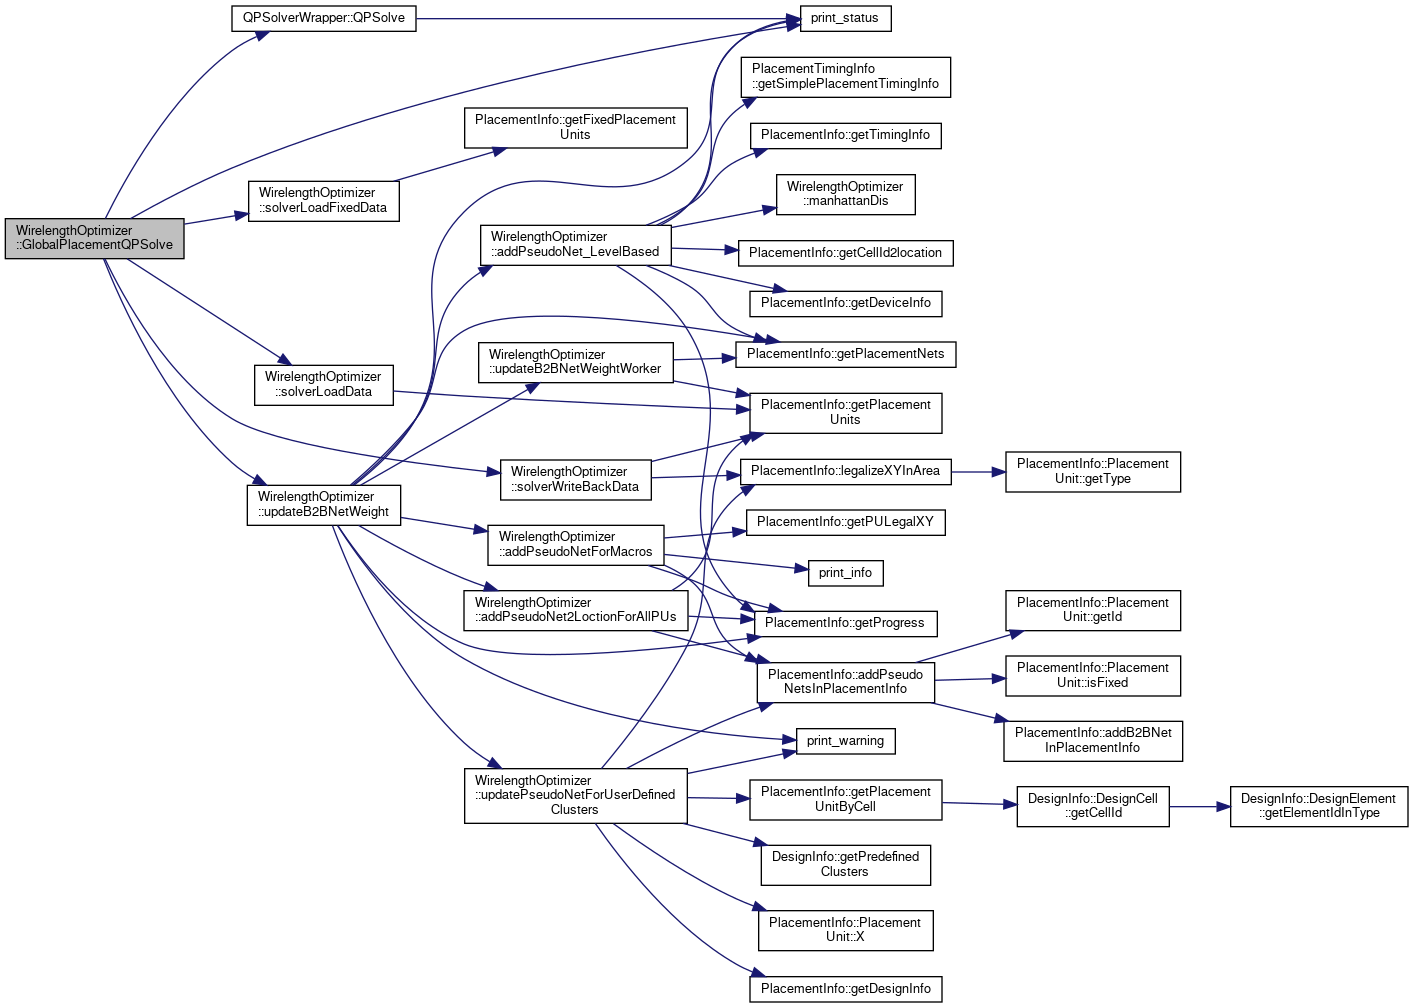 WirelengthOptimizer
::GlobalPlacementQPSolve
QPSolverWrapper::QPSolve
print_status
WirelengthOptimizer
::solverLoadFixedData
PlacementInfo::getFixedPlacement
Units
WirelengthOptimizer
::solverLoadData
PlacementInfo::getPlacement
Units
WirelengthOptimizer
::solverWriteBackData
PlacementInfo::legalizeXYInArea
PlacementInfo::Placement
Unit::getType
WirelengthOptimizer
::updateB2BNetWeight
WirelengthOptimizer
::addPseudoNet_LevelBased
PlacementTimingInfo
::getSimplePlacementTimingInfo
PlacementInfo::getTimingInfo
WirelengthOptimizer
::manhattanDis
PlacementInfo::getCellId2location
PlacementInfo::getDeviceInfo
PlacementInfo::getPlacementNets
WirelengthOptimizer
::updateB2BNetWeightWorker
WirelengthOptimizer
::addPseudoNetForMacros
PlacementInfo::getPULegalXY
print_info
PlacementInfo::getProgress
WirelengthOptimizer
::addPseudoNet2LoctionForAllPUs
PlacementInfo::addPseudo
NetsInPlacementInfo
PlacementInfo::Placement
Unit::getId
PlacementInfo::Placement
Unit::isFixed
PlacementInfo::addB2BNet
InPlacementInfo
print_warning
WirelengthOptimizer
::updatePseudoNetForUserDefined
Clusters
PlacementInfo::getPlacement
UnitByCell
DesignInfo::DesignCell
::getCellId
DesignInfo::DesignElement
::getElementIdInType
DesignInfo::getPredefined
Clusters
PlacementInfo::Placement
Unit::X
PlacementInfo::getDesignInfo